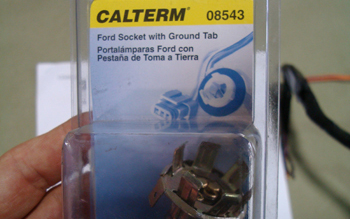 CALTERM® 08543
Ford Socket with Ground Tab
Portalámparas Ford con
Pestaña de Toma a Tierra